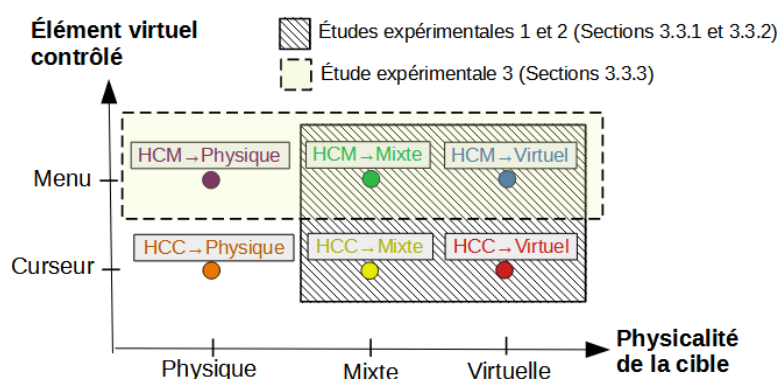 Élément virtuel
contrôlé
Études expérimentales 1 et 2 (Sections 3.3.1 et 3.3.2)
Étude expérimentale 3 (Sections 3.3.3)
HCM→Physique
HCM→Mixte
HCM→Virtuel
Menu
HCC→Physique
HCC→Mixte
HCC→Virtuel
Curseur
Physique
Mixte
Virtuelle
Physicalité
de la cible